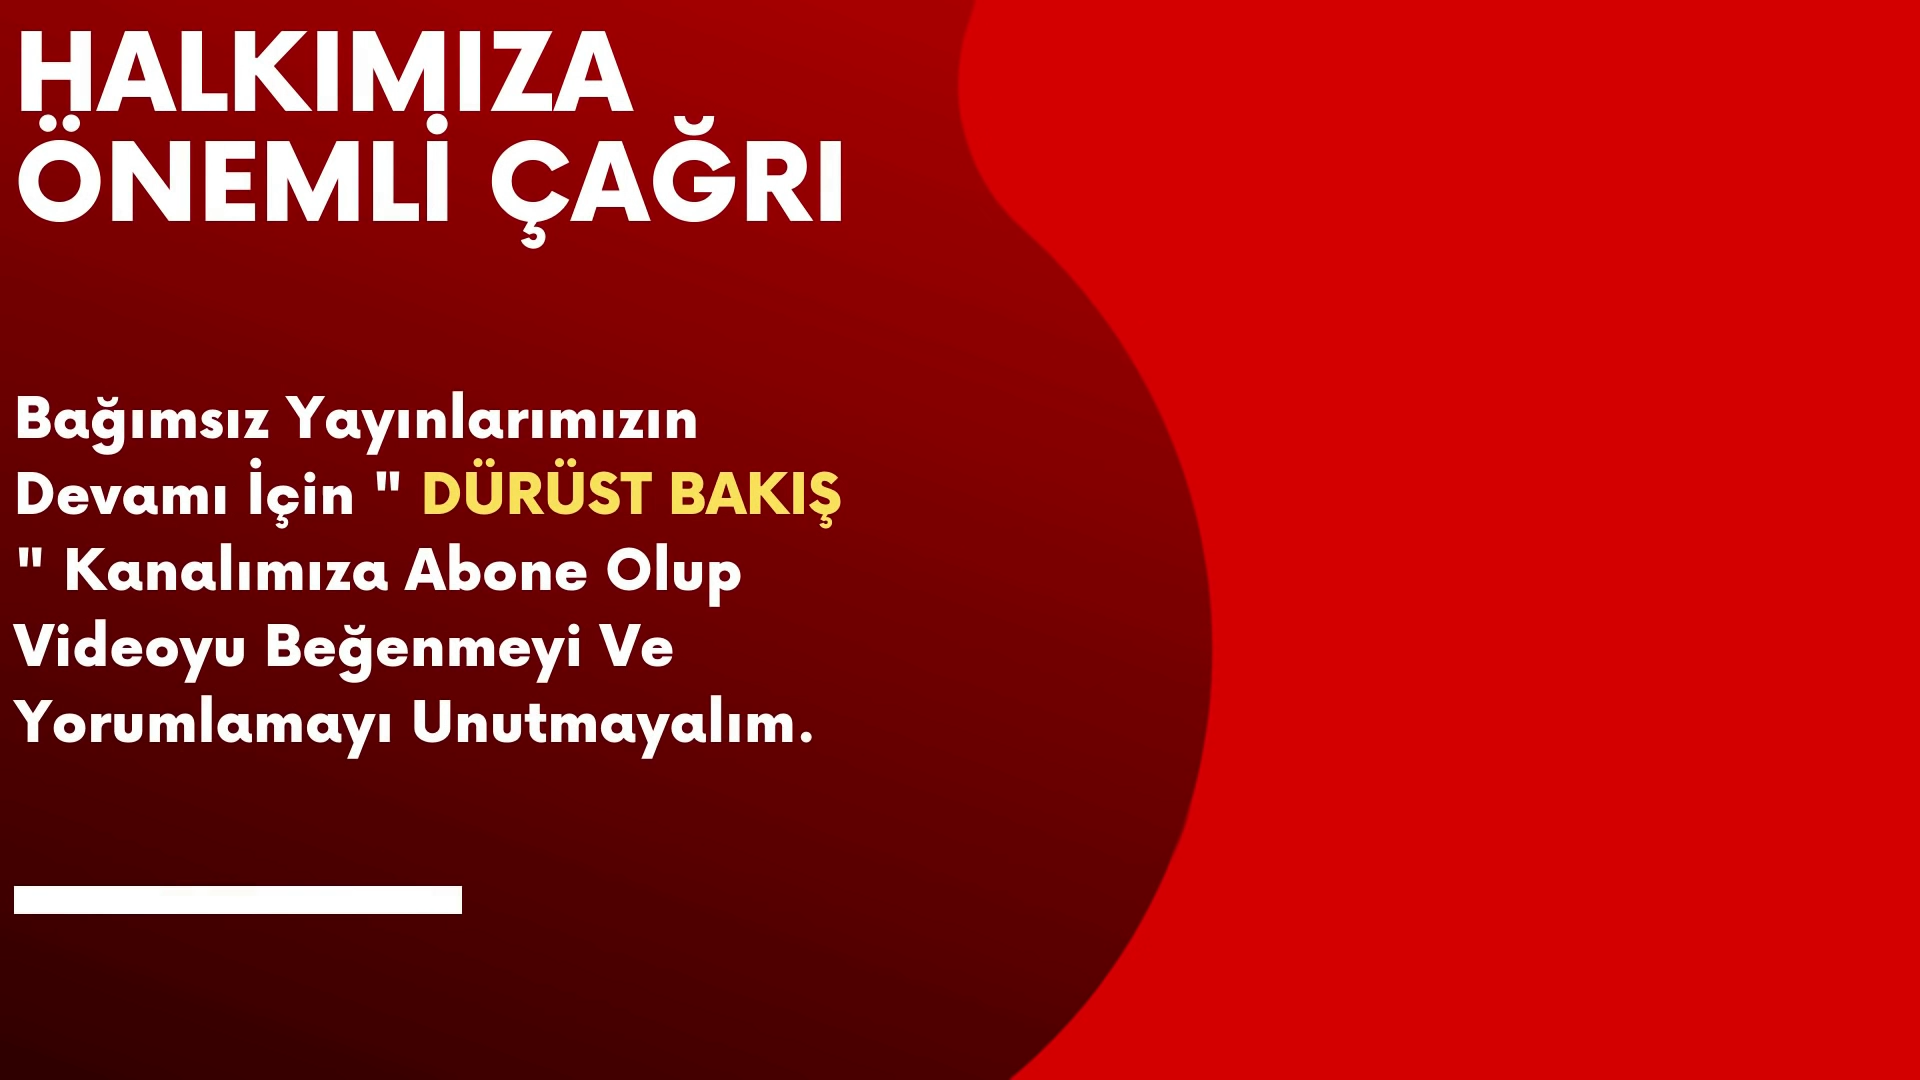 HALKIMIZA
ÖNEMLİ ÇAĞRI
Bağımsız Yayınlarımızın
Devamı İçin " DÜRÜST BAKIŞ
" Kanalımıza Abone Olup
Videoyu Beğenmeyi Ve
Yorumlamayı Unutmayalım.